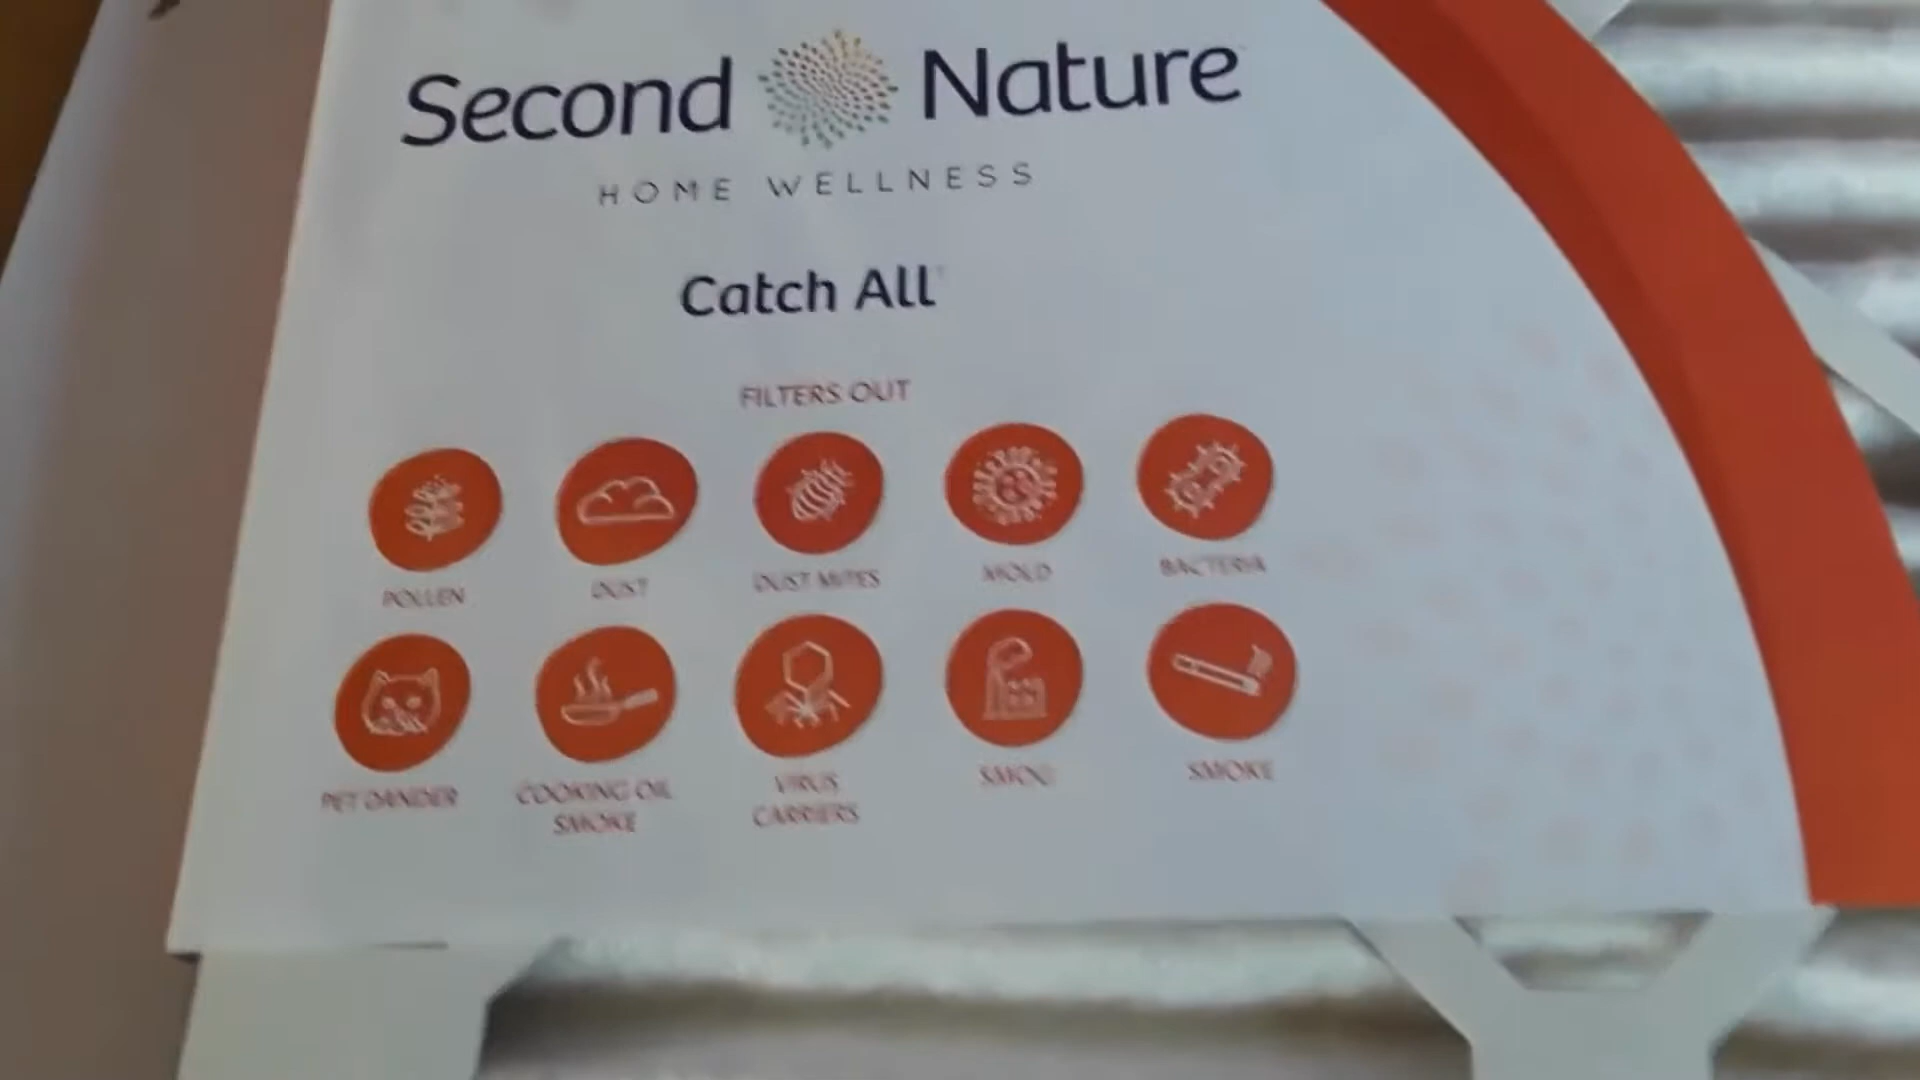 Second Nature
HOME WELLNESS
Catch All
FILTERS OUT
POLLEN DUST DUST MITES MOLD BACTERIA
PET DANDER COOKING OIL VIRUS SMOG SMOKE
SMOKE CARRIERS